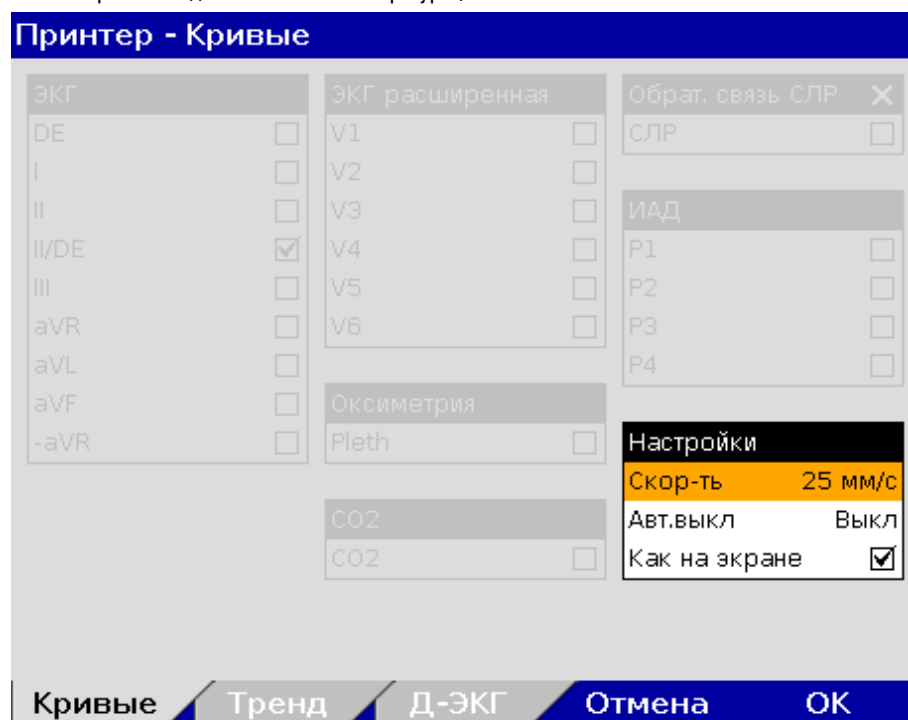 Принтер - Кривые
ЭКГ
DE
I
II
II/DE
III
aVR
aVL
aVF
-aVR
ЭКГ расширенная
V1
V2
V3
V4
V5
V6
Оксиметрия
Pleth
CO2
CO2
Обрат. связь СЛР
СЛР
ИАД
P1
P2
P3
P4
Настройки
Скор-ть 25 мм/с
Авт.выкл Выкл
Как на экране
Кривые Тренд Д-ЭКГ Отмена OK